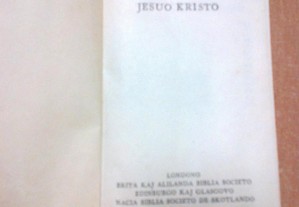 JESUO KRISTO
LONDONO
BRITA KAJ ALILANDA BIBLIA SOCIETO
EDINBURGO KAJ GLASGOVO
NACIA BIBLIA SOCIETO DE SKOTLANDO